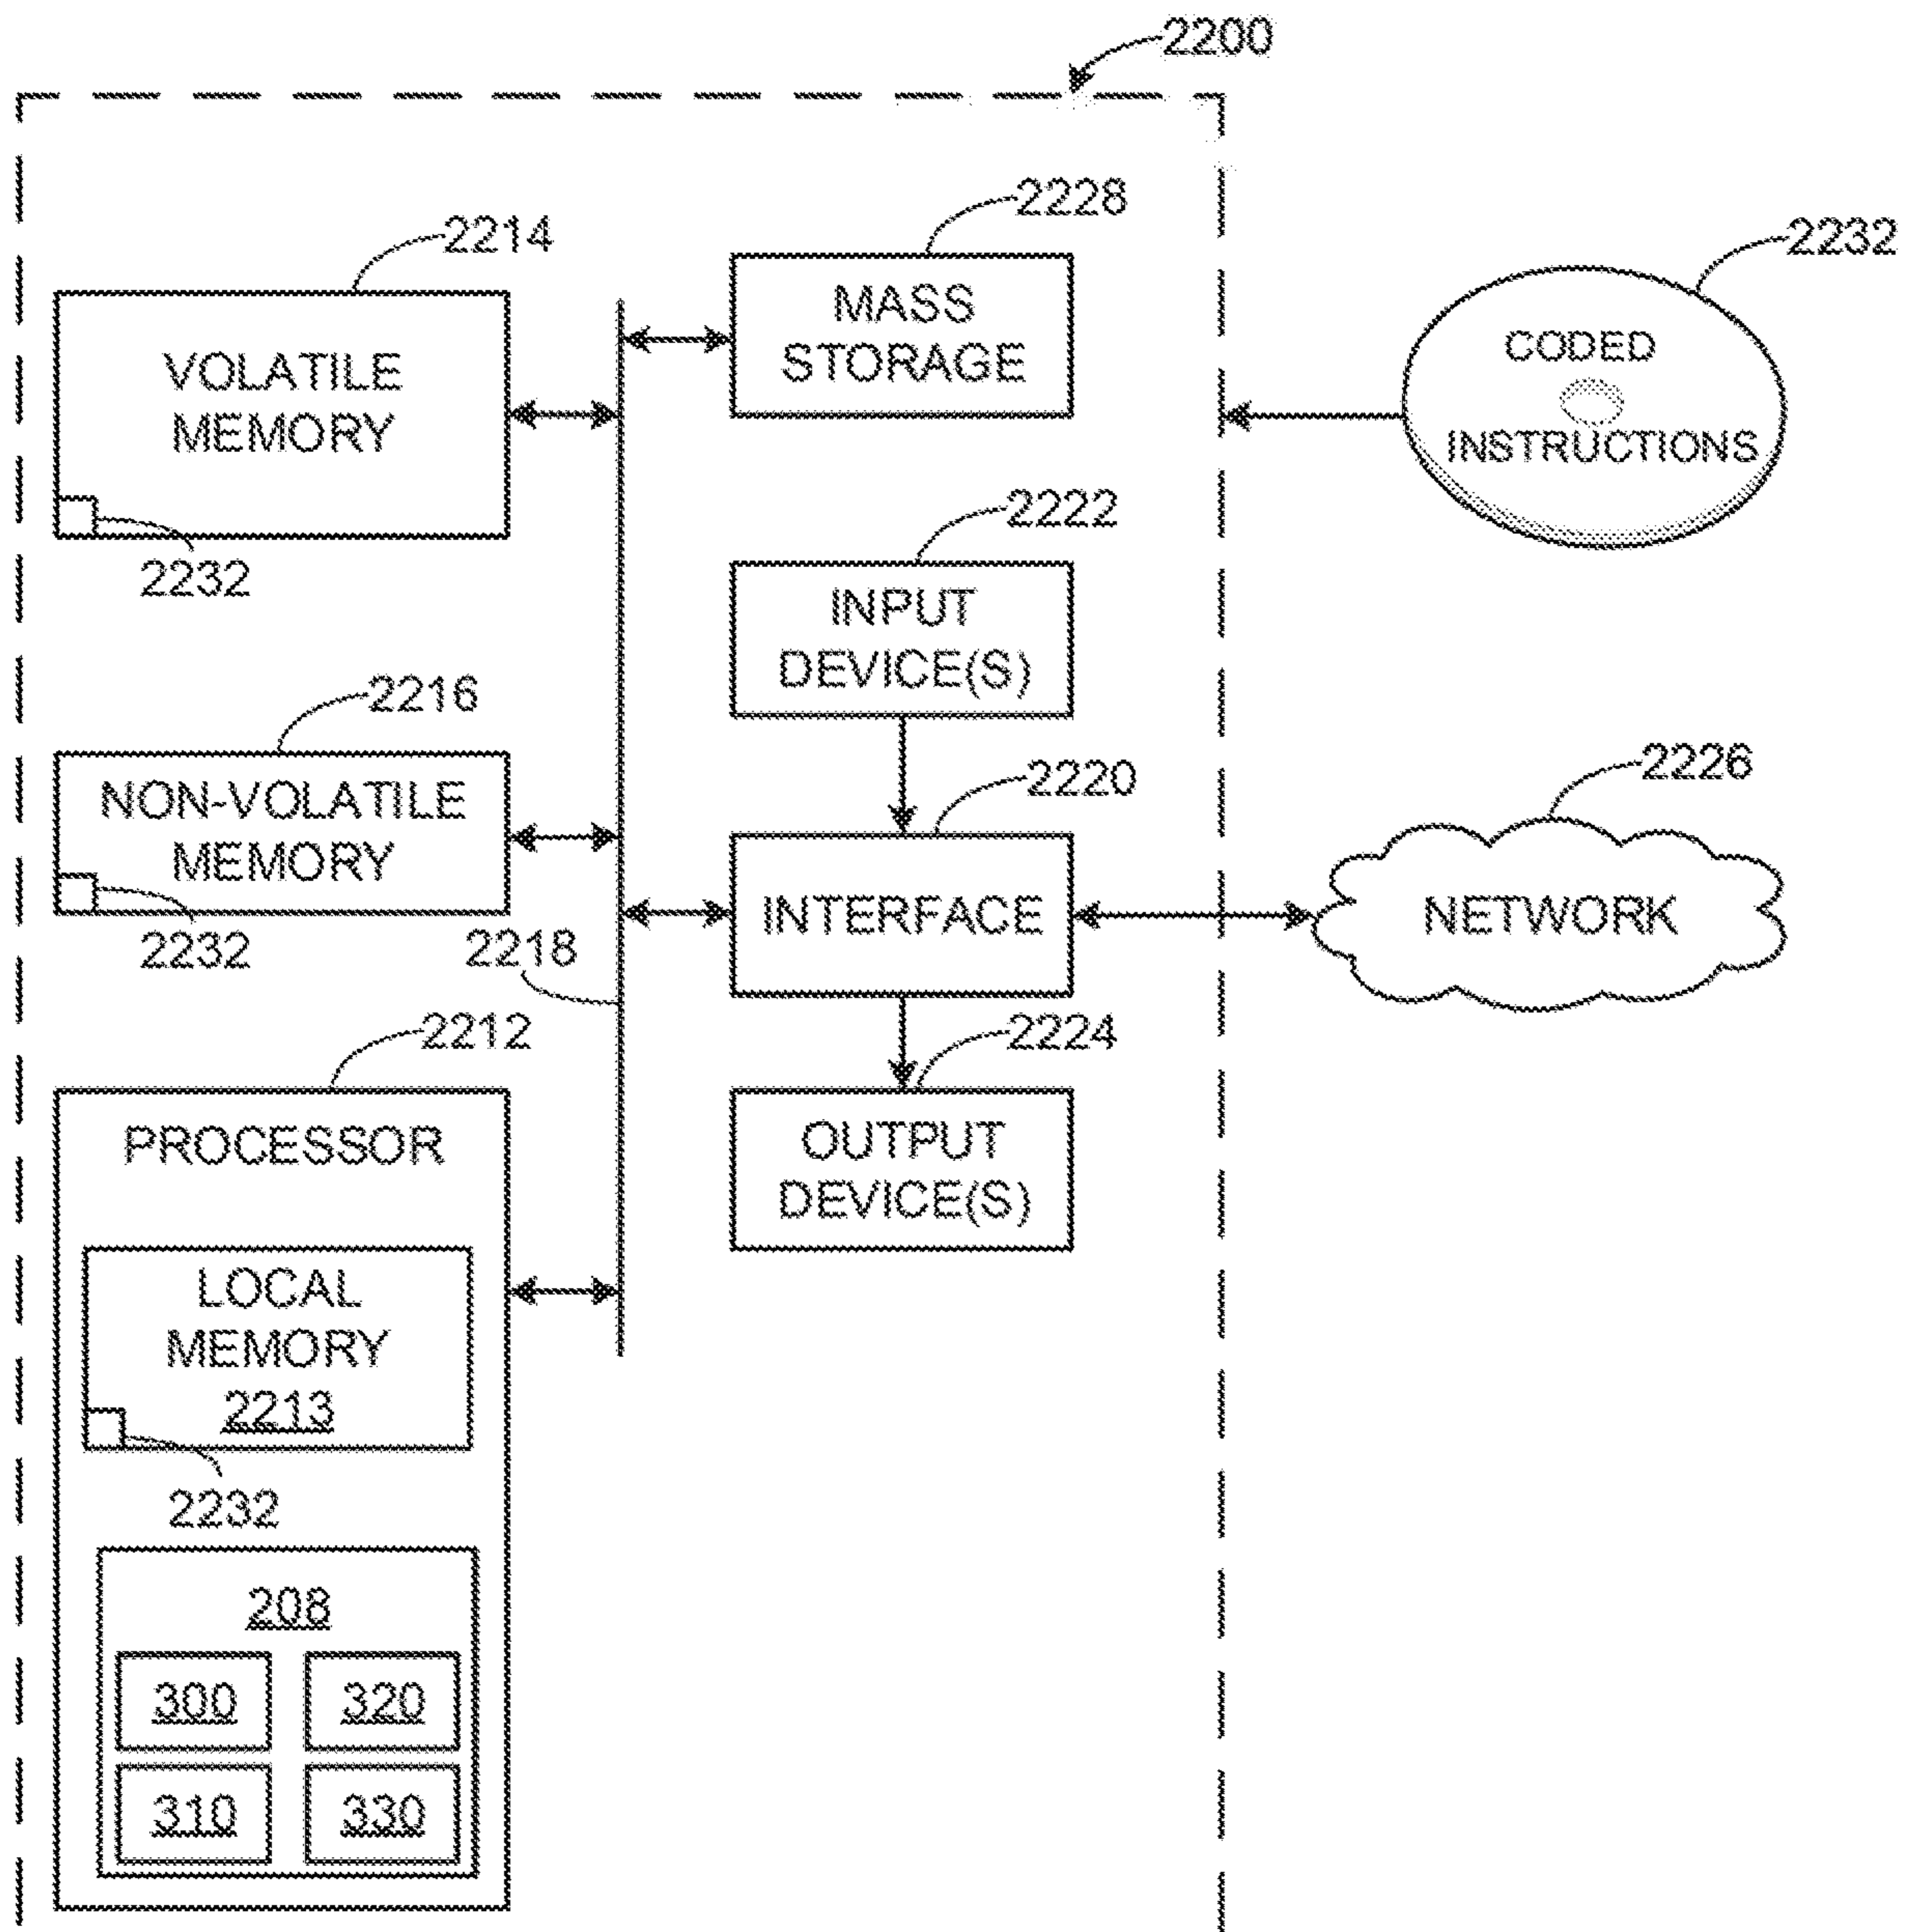 2200
2228
2214
2232
MASS
STORAGE
VOLATILE
MEMORY
CODED
INSTRUCTIONS
2222
2232
INPUT
DEVICE(S)
2216
2220
2226
NON-VOLATILE
MEMORY
INTERFACE
NETWORK
2232
2218
2212
2224
PROCESSOR
OUTPUT
DEVICE(S)
LOCAL
MEMORY
2213
2232
208
300
320
310
330